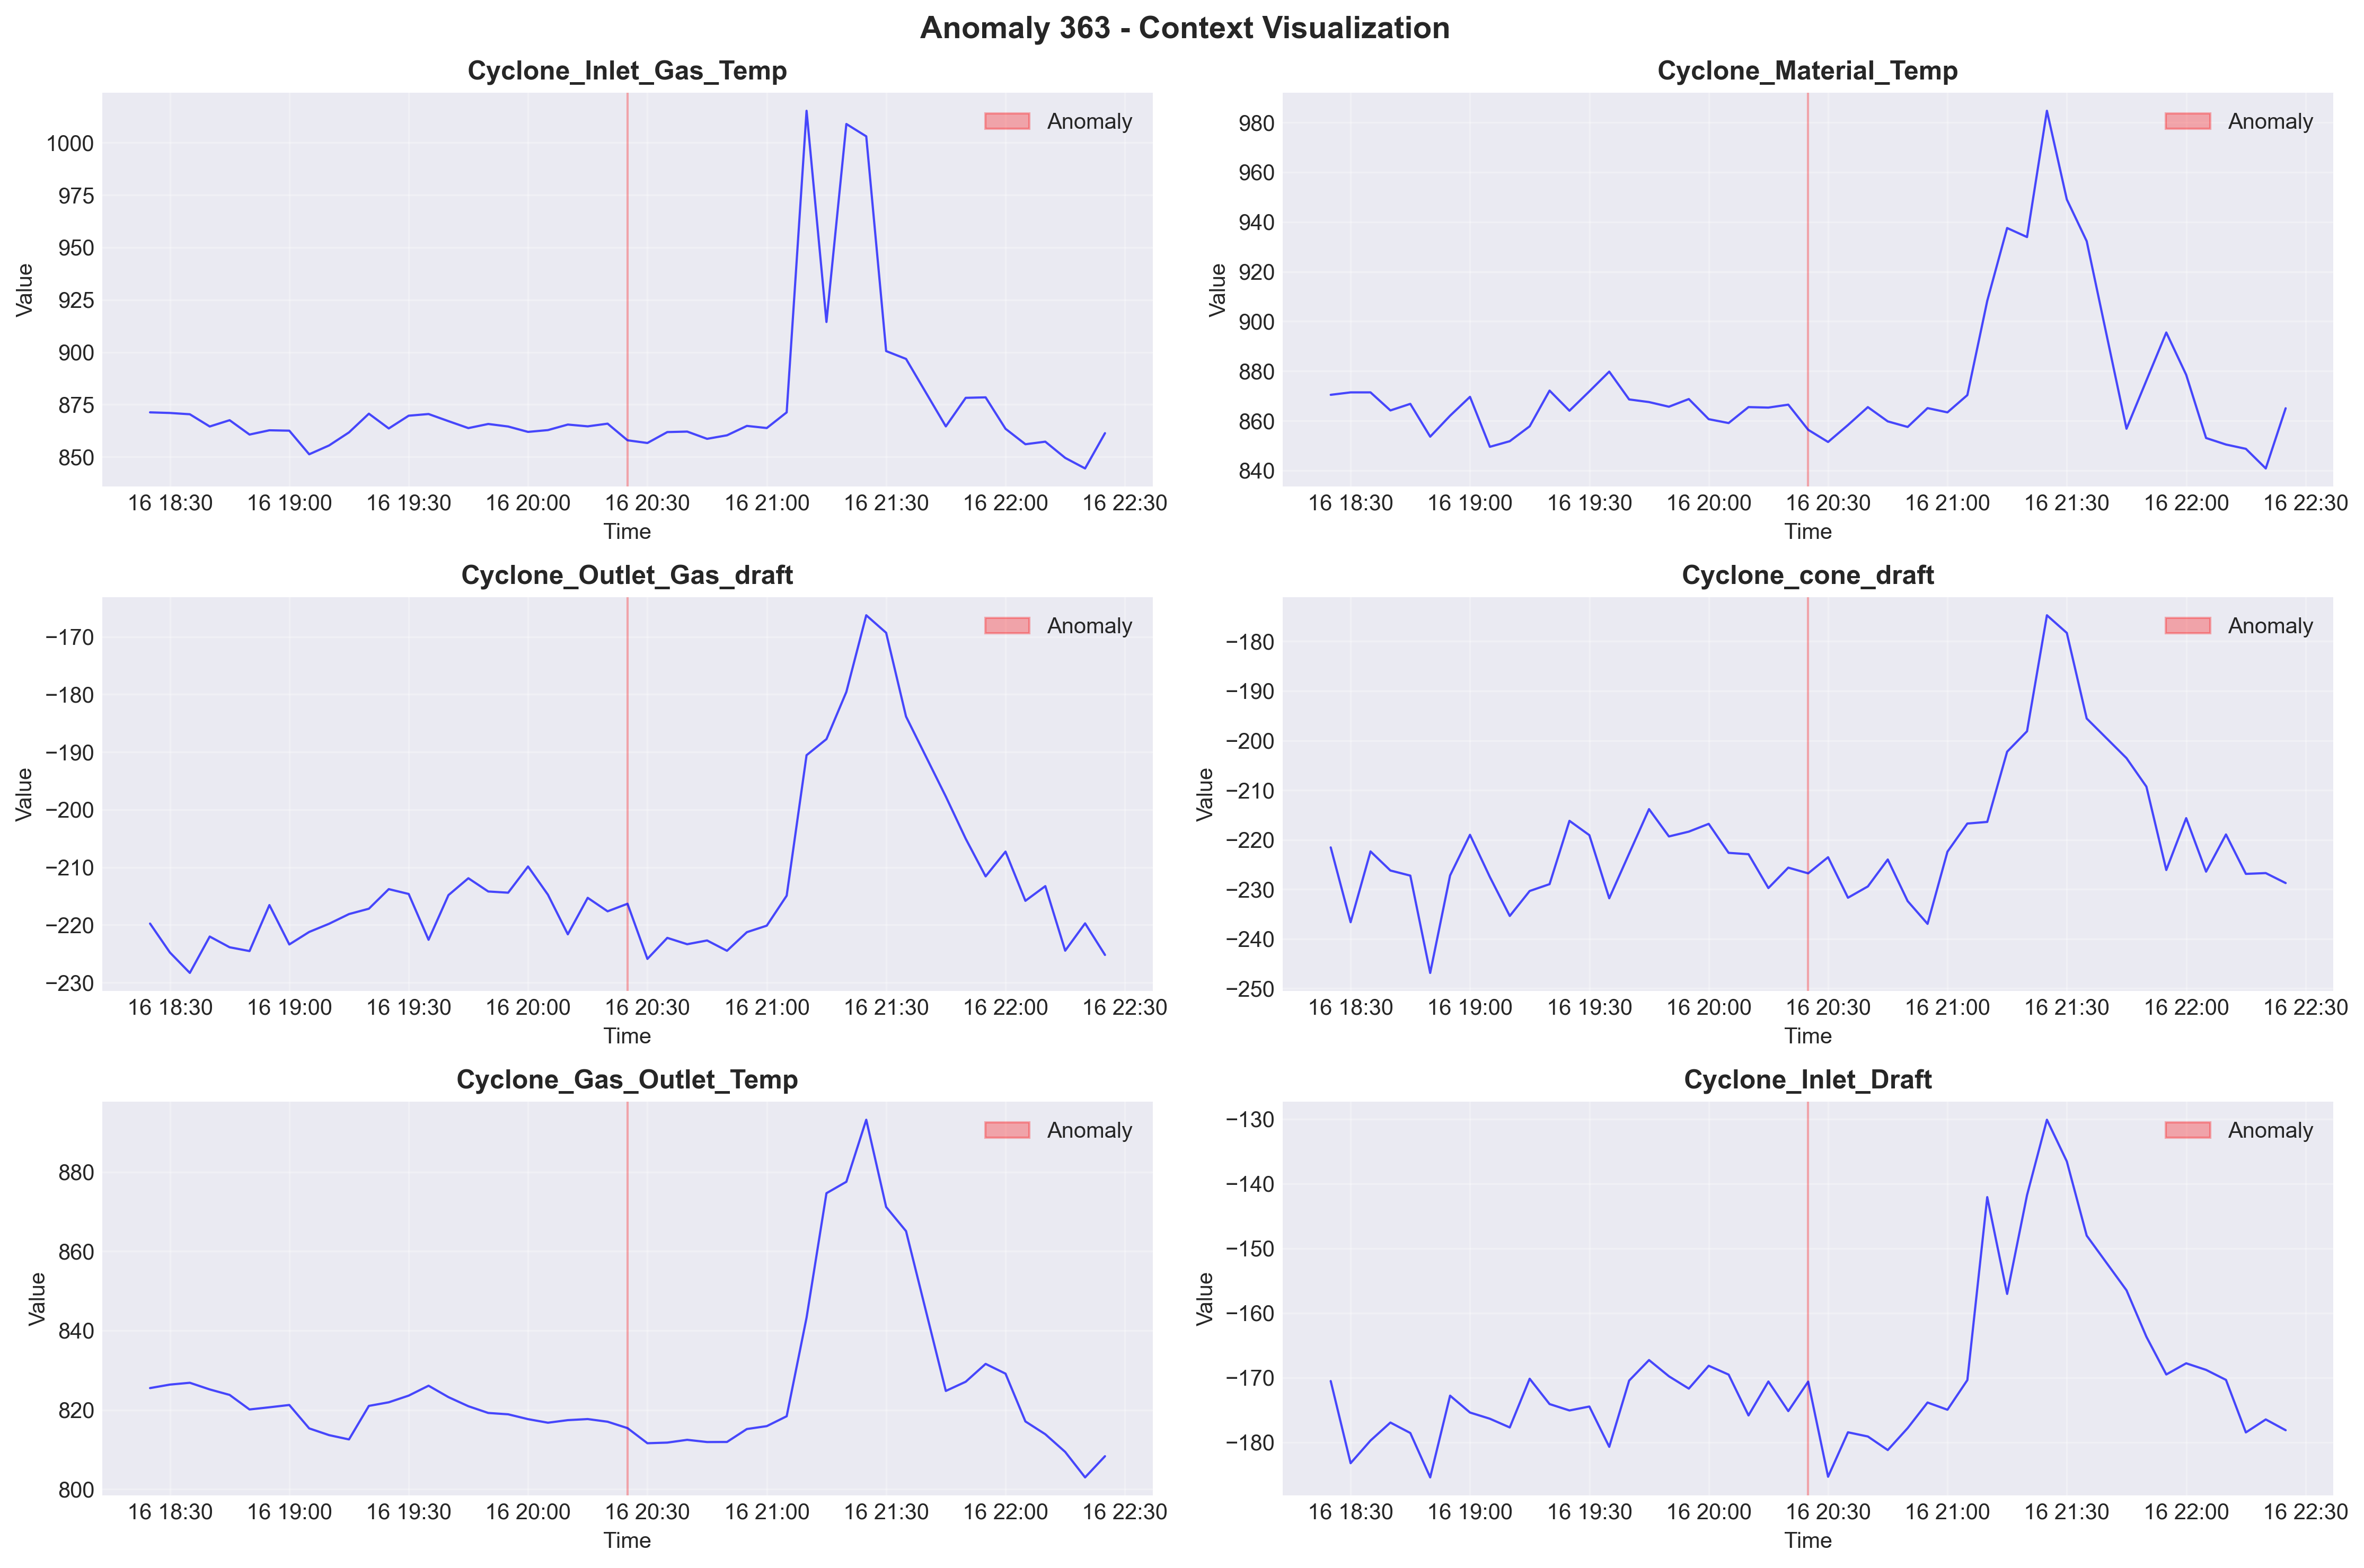 Anomaly 363 - Context Visualization
Cyclone_Inlet_Gas_Temp
Value
1000
975
950
925
900
875
850
Anomaly
16 18:30 16 19:00 16 19:30 16 20:00 16 20:30 16 21:00 16 21:30 16 22:00 16 22:30
Time
Cyclone_Material_Temp
Value
980
960
940
920
900
880
860
840
Anomaly
16 18:30 16 19:00 16 19:30 16 20:00 16 20:30 16 21:00 16 21:30 16 22:00 16 22:30
Time
Cyclone_Outlet_Gas_draft
Value
−170
−180
−190
−200
−210
−220
−230
Anomaly
16 18:30 16 19:00 16 19:30 16 20:00 16 20:30 16 21:00 16 21:30 16 22:00 16 22:30
Time
Cyclone_cone_draft
Value
−180
−190
−200
−210
−220
−230
−240
−250
Anomaly
16 18:30 16 19:00 16 19:30 16 20:00 16 20:30 16 21:00 16 21:30 16 22:00 16 22:30
Time
Cyclone_Gas_Outlet_Temp
Value
880
860
840
820
800
Anomaly
16 18:30 16 19:00 16 19:30 16 20:00 16 20:30 16 21:00 16 21:30 16 22:00 16 22:30
Time
Cyclone_Inlet_Draft
Value
−130
−140
−150
−160
−170
−180
Anomaly
16 18:30 16 19:00 16 19:30 16 20:00 16 20:30 16 21:00 16 21:30 16 22:00 16 22:30
Time